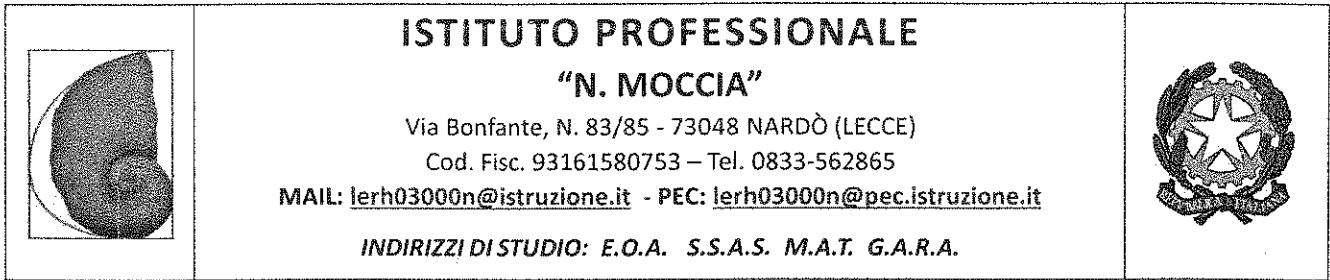 ISTITUTO PROFESSIONALE
“N. MOCCIA”
Via Bonfante, N. 83/85 - 73048 NARDÒ (LECCE)
Cod. Fisc. 93161580753 – Tel. 0833-562865
MAIL: lerh03000n@istruzione.it - PEC: lerh03000n@pec.istruzione.it
INDIRIZZI DI STUDIO: E.O.A. S.S.A.S. M.A.T. G.A.R.A.